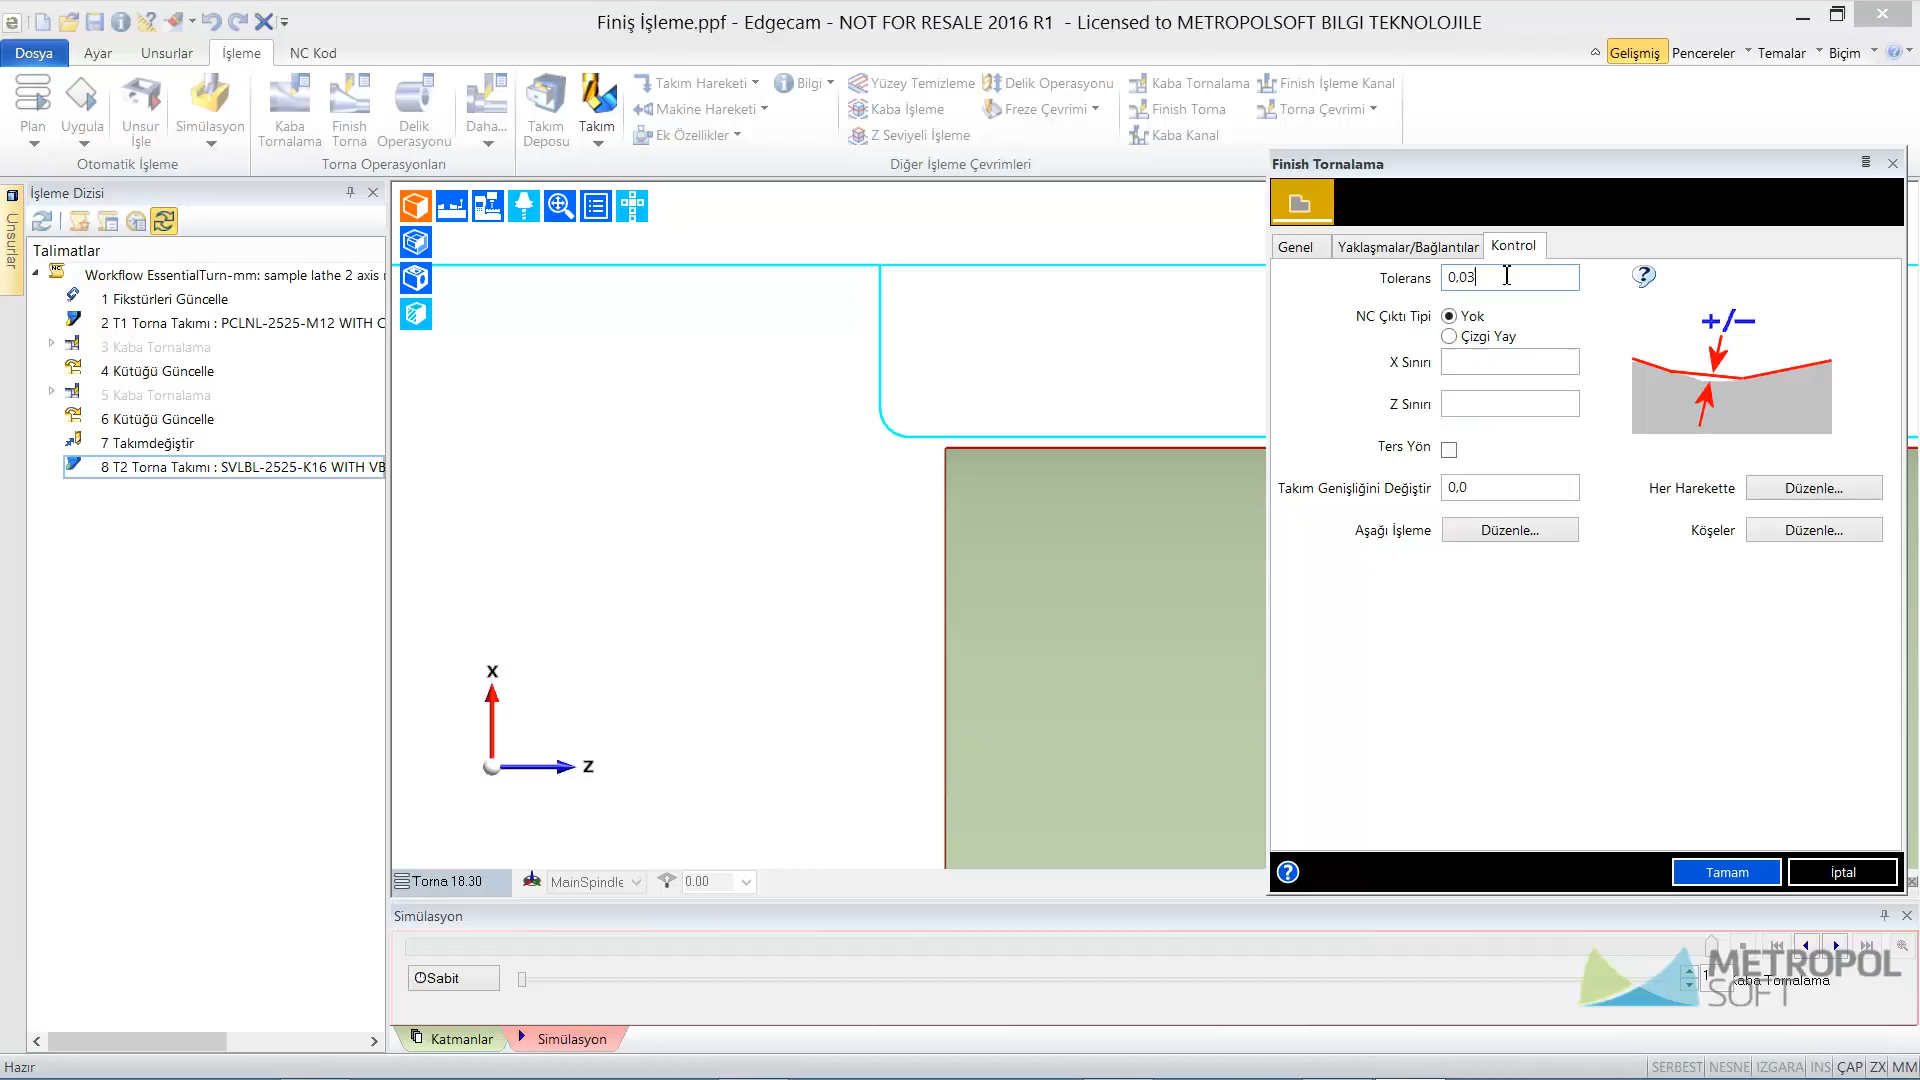 Finiş İşleme.ppf - Edgecam - NOT FOR RESALE 2016 R1 - Licensed to METROPOLSOFT BILGI TEKNOLOJILE
Dosya Ayar Unsurlar İşleme NC Kod
Gelişmiş Pencereler Temalar Biçim
Plan Uygula Unsur İşle Simülasyon
Otomatik İşleme
Kaba Tornalama Finish Torna Delik Operasyonu Daha...
Torna Operasyonları
Takım Deposu Takım
Takım Hareketi Bilgi
Makine Hareketi
Ek Özellikler
Yüzey Temizleme Delik Operasyonu
Kaba İşleme Freze Çevrimi
Z Seviyeli İşleme
Kaba Tornalama Finish İşleme Kanal
Finish Torna Torna Çevrimi
Kaba Kanal
Diğer İşleme Çevrimleri
Unsurlar
İşleme Dizisi
Talimatlar
Workflow EssentialTurn-mm: sample lathe 2 axis
1 Fikstürleri Güncelle
2 T1 Torna Takımı : PCLNL-2525-M12 WITH C
3 Kaba Tornalama
4 Kütüğü Güncelle
5 Kaba Tornalama
6 Kütüğü Güncelle
7 Takımdeğiştir
8 T2 Torna Takımı : SVLBL-2525-K16 WITH VB
X
Z
Finish Tornalama
Genel Yaklaşmalar/Bağlantılar Kontrol
Tolerans 0,03
NC Çıktı Tipi Yok
Çizgi Yay
+/-
X Sınırı
Z Sınırı
Ters Yön
Takım Genişliğini Değiştir 0,0 Her Harekette Düzenle...
Aşağı İşleme Düzenle... Köşeler Düzenle...
Tamam İptal
Torna 18.30 MainSpindle 0.00
Simülasyon
Sabit
METROPOL
SOFT
Katmanlar Simülasyon
Hazır
SERBEST NESNE IZGARA INS ÇAP ZX MM